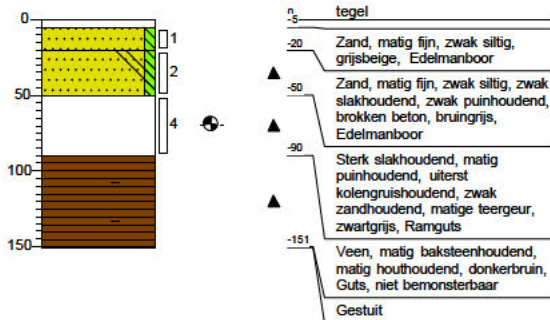 0
50
100
150
1
2
4
n
-5
tegel
-20
Zand, matig fijn, zwak siltig,
grijsbeige, Edelmanboor
-50
Zand, matig fijn, zwak siltig, zwak
slakhoudend, zwak puinhoudend,
brokken beton, bruingrijs,
Edelmanboor
-90
Sterk slakhoudend, matig
puinhoudend, uiterst
kolengruishoudend, zwak
zandhoudend, matige teergeur,
zwartgrijs, Ramguts
-151
Veen, matig baksteenhoudend,
matig houthoudend, donkerbruin,
Guts, niet bemonsterbaar
Gestuit